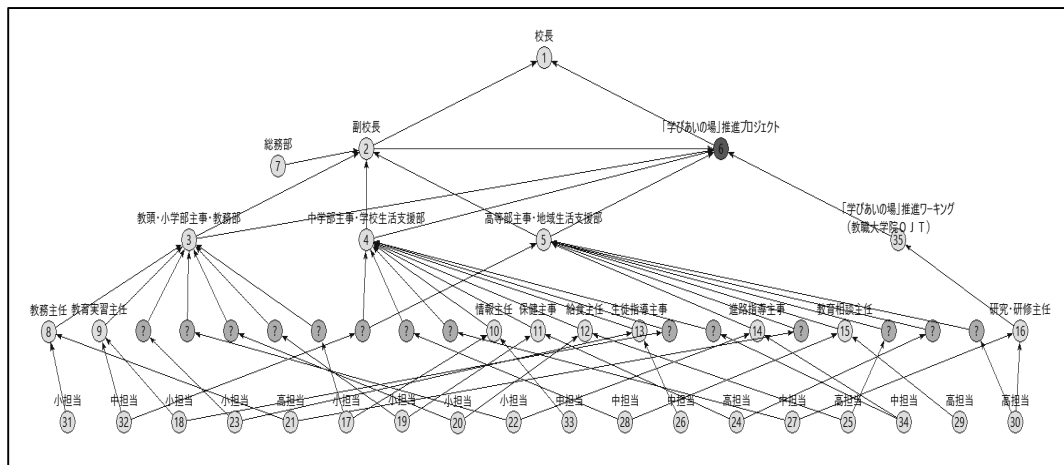 校長
1
副校長
「学びあいの場」推進プロジェクト
総務部
2
6
7
教頭・小学部主事・教務部
中学部主事・学校生活支援部
高等部主事・地域生活支援部
「学びあいの場」推進ワーキング
(教職大学院OJT)
3
4
5
35
教務主任
教育実習主任
情報主任
保健主事
給食主任
生徒指導主事
進路指導主事
教育相談主任
研究・研修主任
8 9 ? ? ? ? ? ? ? ? 10 11 12 13 ? ? 14 ? 15 ? ? ? 16
小担当 中担当 小担当 小担当 高担当 小担当 小担当 小担当 小担当 中担当 中担当 中担当 高担当 中担当 高担当 中担当 高担当 高担当
31 32 18 23 21 17 19 20 22 33 28 26 24 27 25 34 29 30